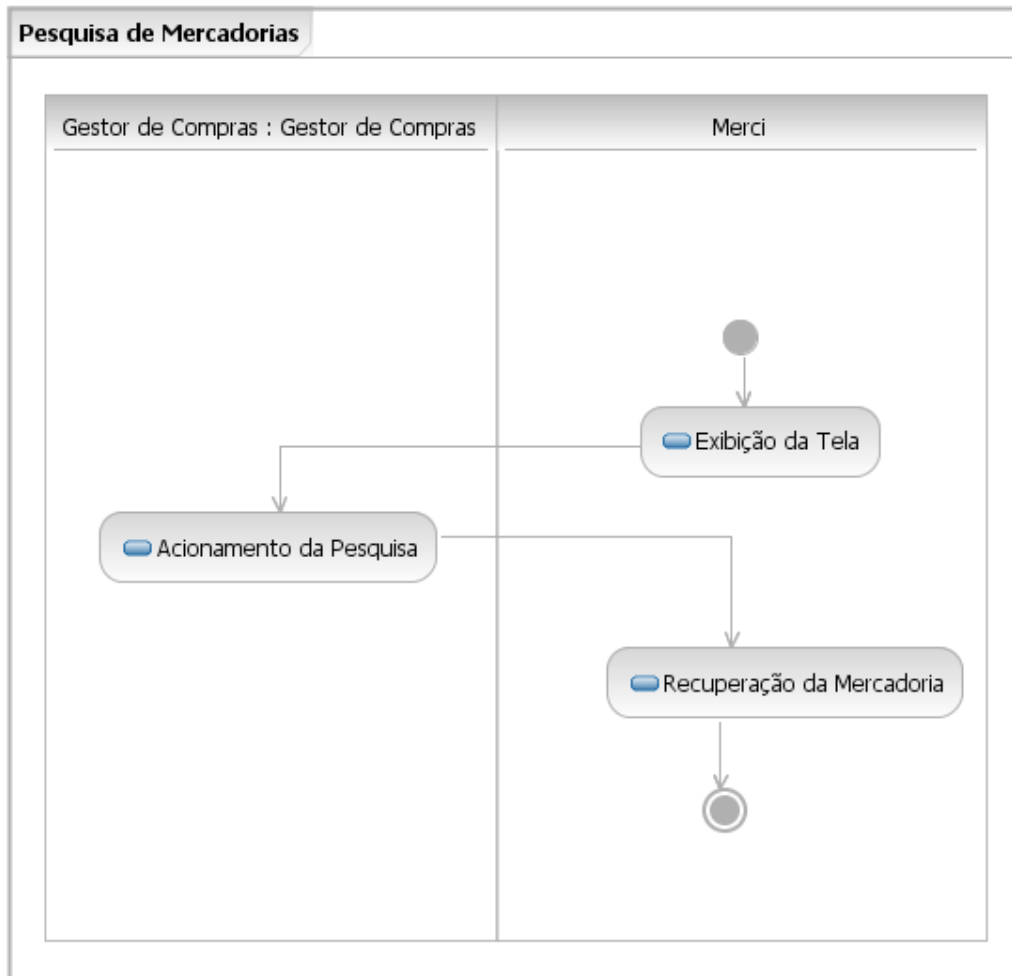 Pesquisa de Mercadorias
Gestor de Compras : Gestor de Compras
Merci
Exibição da Tela
Acionamento da Pesquisa
Recuperação da Mercadoria